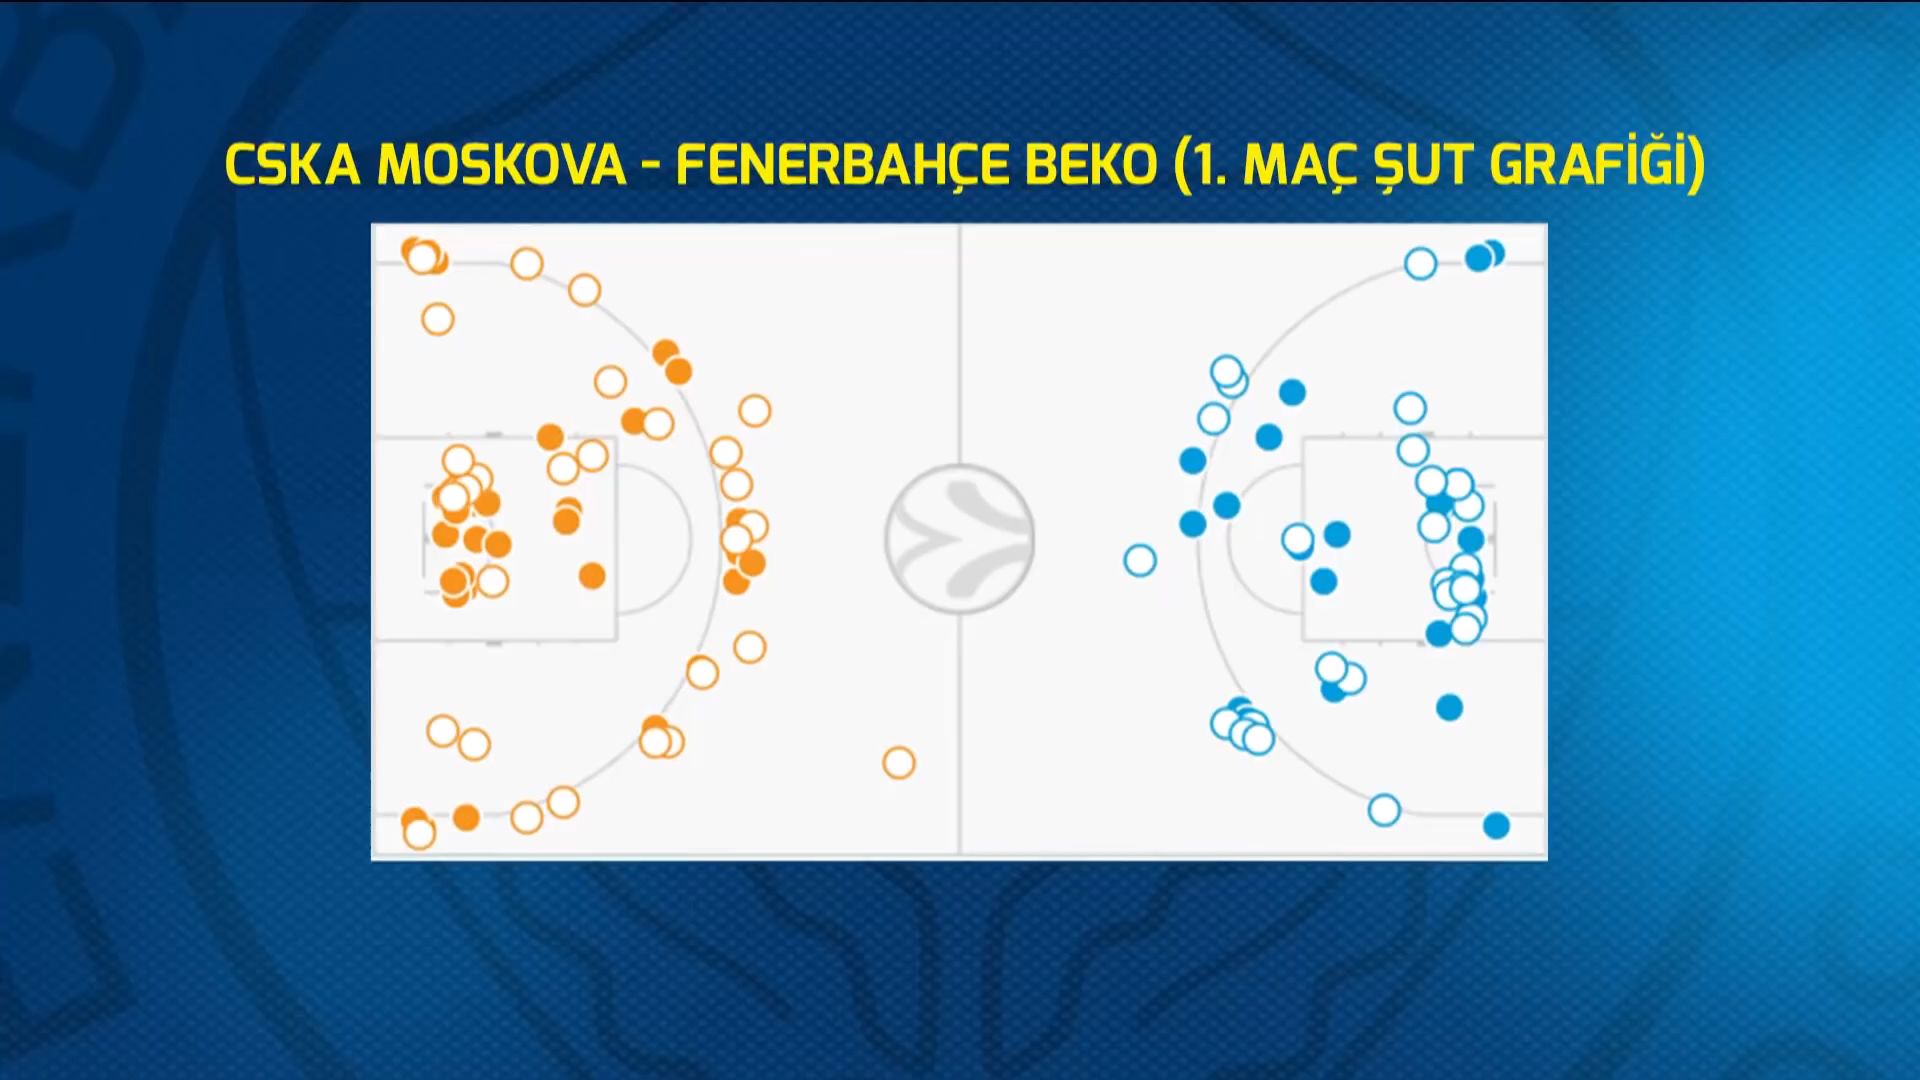 CSKA MOSKOVA - FENERBAHÇE BEKO (1. MAÇ ŞUT GRAFİĞİ)